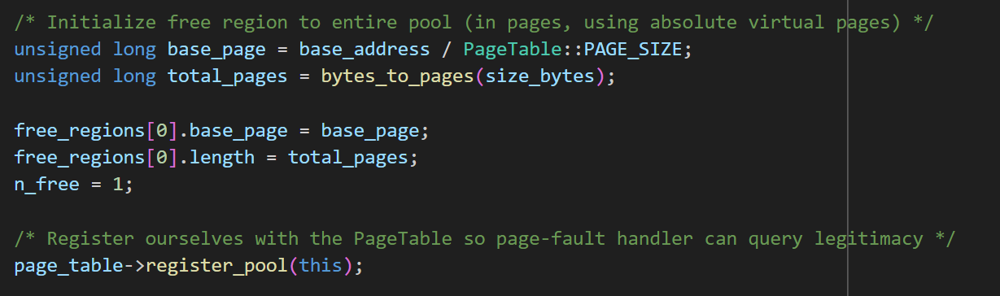 /* Initialize free region to entire pool (in pages, using absolute virtual pages) */
unsigned long base_page = base_address / PageTable::PAGE_SIZE;
unsigned long total_pages = bytes_to_pages(size_bytes);
free_regions[0].base_page = base_page;
free_regions[0].length = total_pages;
n_free = 1;
/* Register ourselves with the PageTable so page-fault handler can query legitimacy */
page_table->register_pool(this);